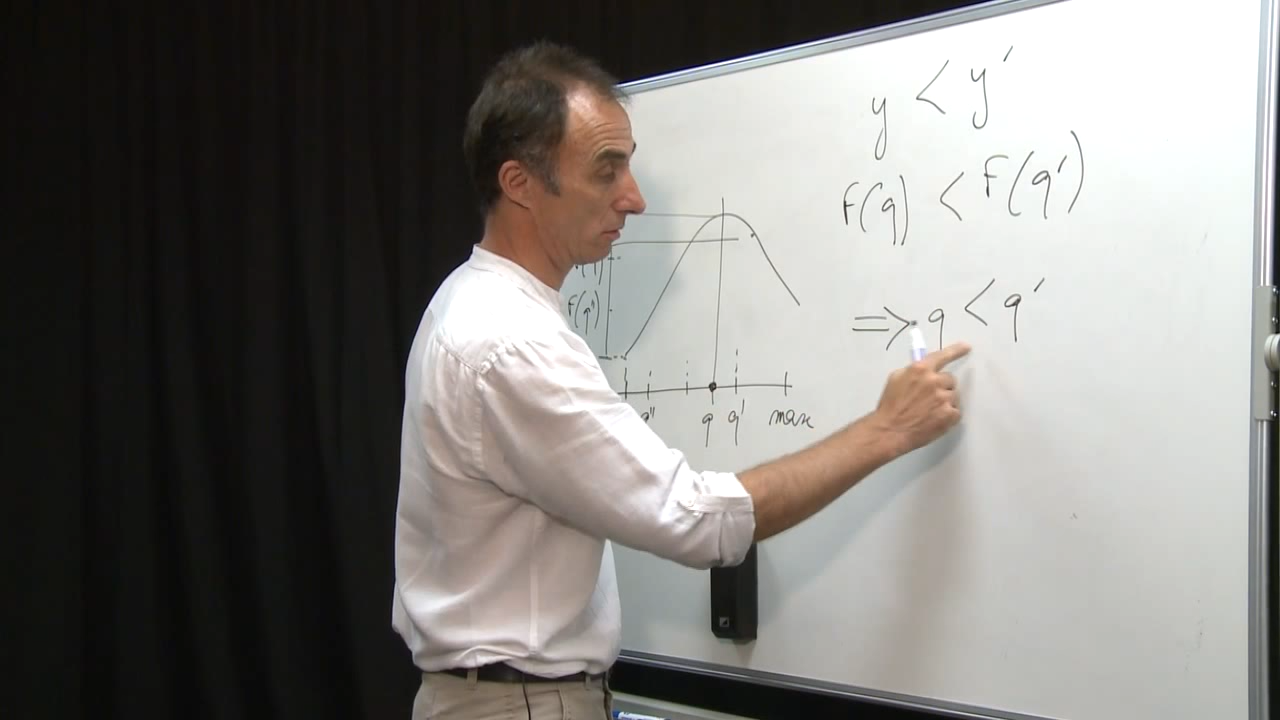 y < y'
F(q) < F(q')
=> q < q'
F(q'')
q'' q q' max